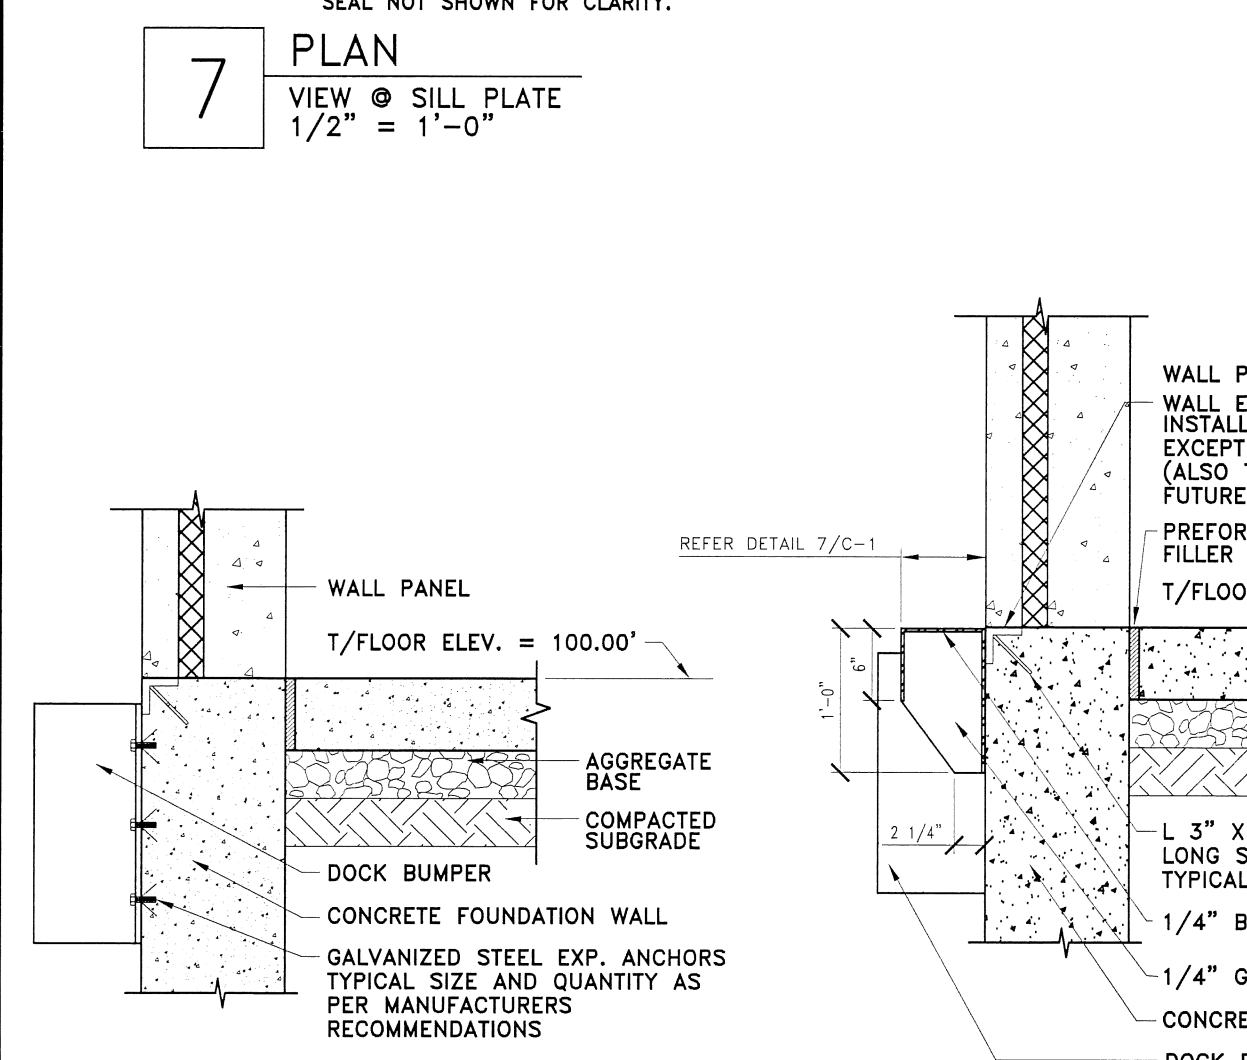 SEAL NOT SHOWN FOR CLARITY.
7
PLAN
VIEW @ SILL PLATE
1/2" = 1'-0"
WALL PANEL
T/FLOOR ELEV. = 100.00'
AGGREGATE
BASE
COMPACTED
SUBGRADE
DOCK BUMPER
CONCRETE FOUNDATION WALL
GALVANIZED STEEL EXP. ANCHORS
TYPICAL SIZE AND QUANTITY AS
PER MANUFACTURERS
RECOMMENDATIONS
REFER DETAIL 7/C-1
6"
1'-0"
2 1/4"
WALL P
WALL E
INSTALL
EXCEPT
(ALSO
FUTURE
PREFOR
FILLER
T/FLOO
L 3" X
LONG S
TYPICAL
1/4" B
1/4" G
CONCRE
DOCK